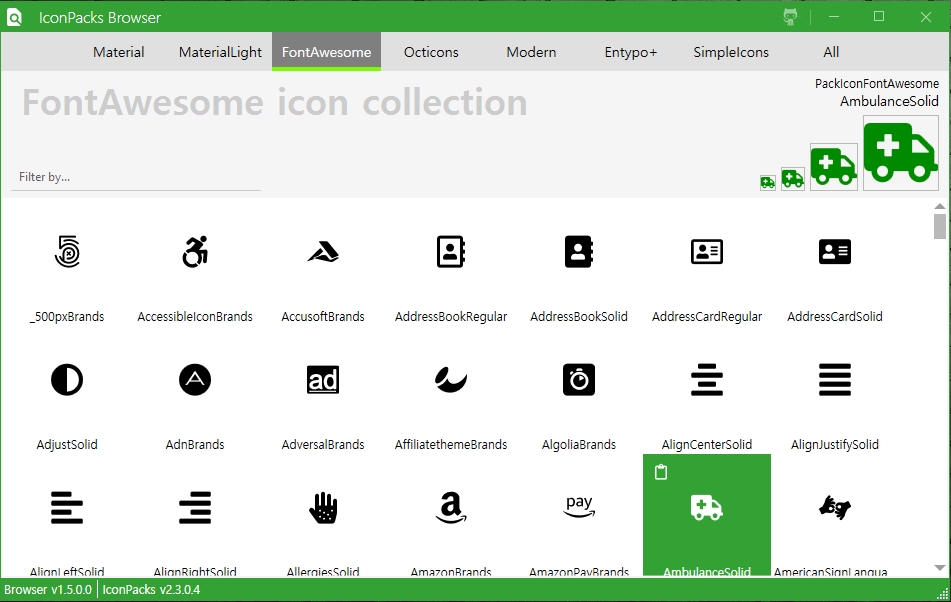 IconPacks Browser
Material MaterialLight FontAwesome Octicons Modern Entypo+ SimpleIcons All
FontAwesome icon collection
PackIconFontAwesome
AmbulanceSolid
Filter by...
_500pxBrands AccessibleIconBrands AccusoftBrands AddressBookRegular AddressBookSolid AddressCardRegular AddressCardSolid
ad
AdjustSolid AdnBrands AdversalBrands AffiliatethemeBrands AlgoliaBrands AlignCenterSolid AlignJustifySolid
a pay
AlignLeftSolid AlignRightSolid AllergiesSolid AmazonBrands AmazonPayBrands AmbulanceSolid AmericanSignLangua
Browser v1.5.0.0 IconPacks v2.3.0.4